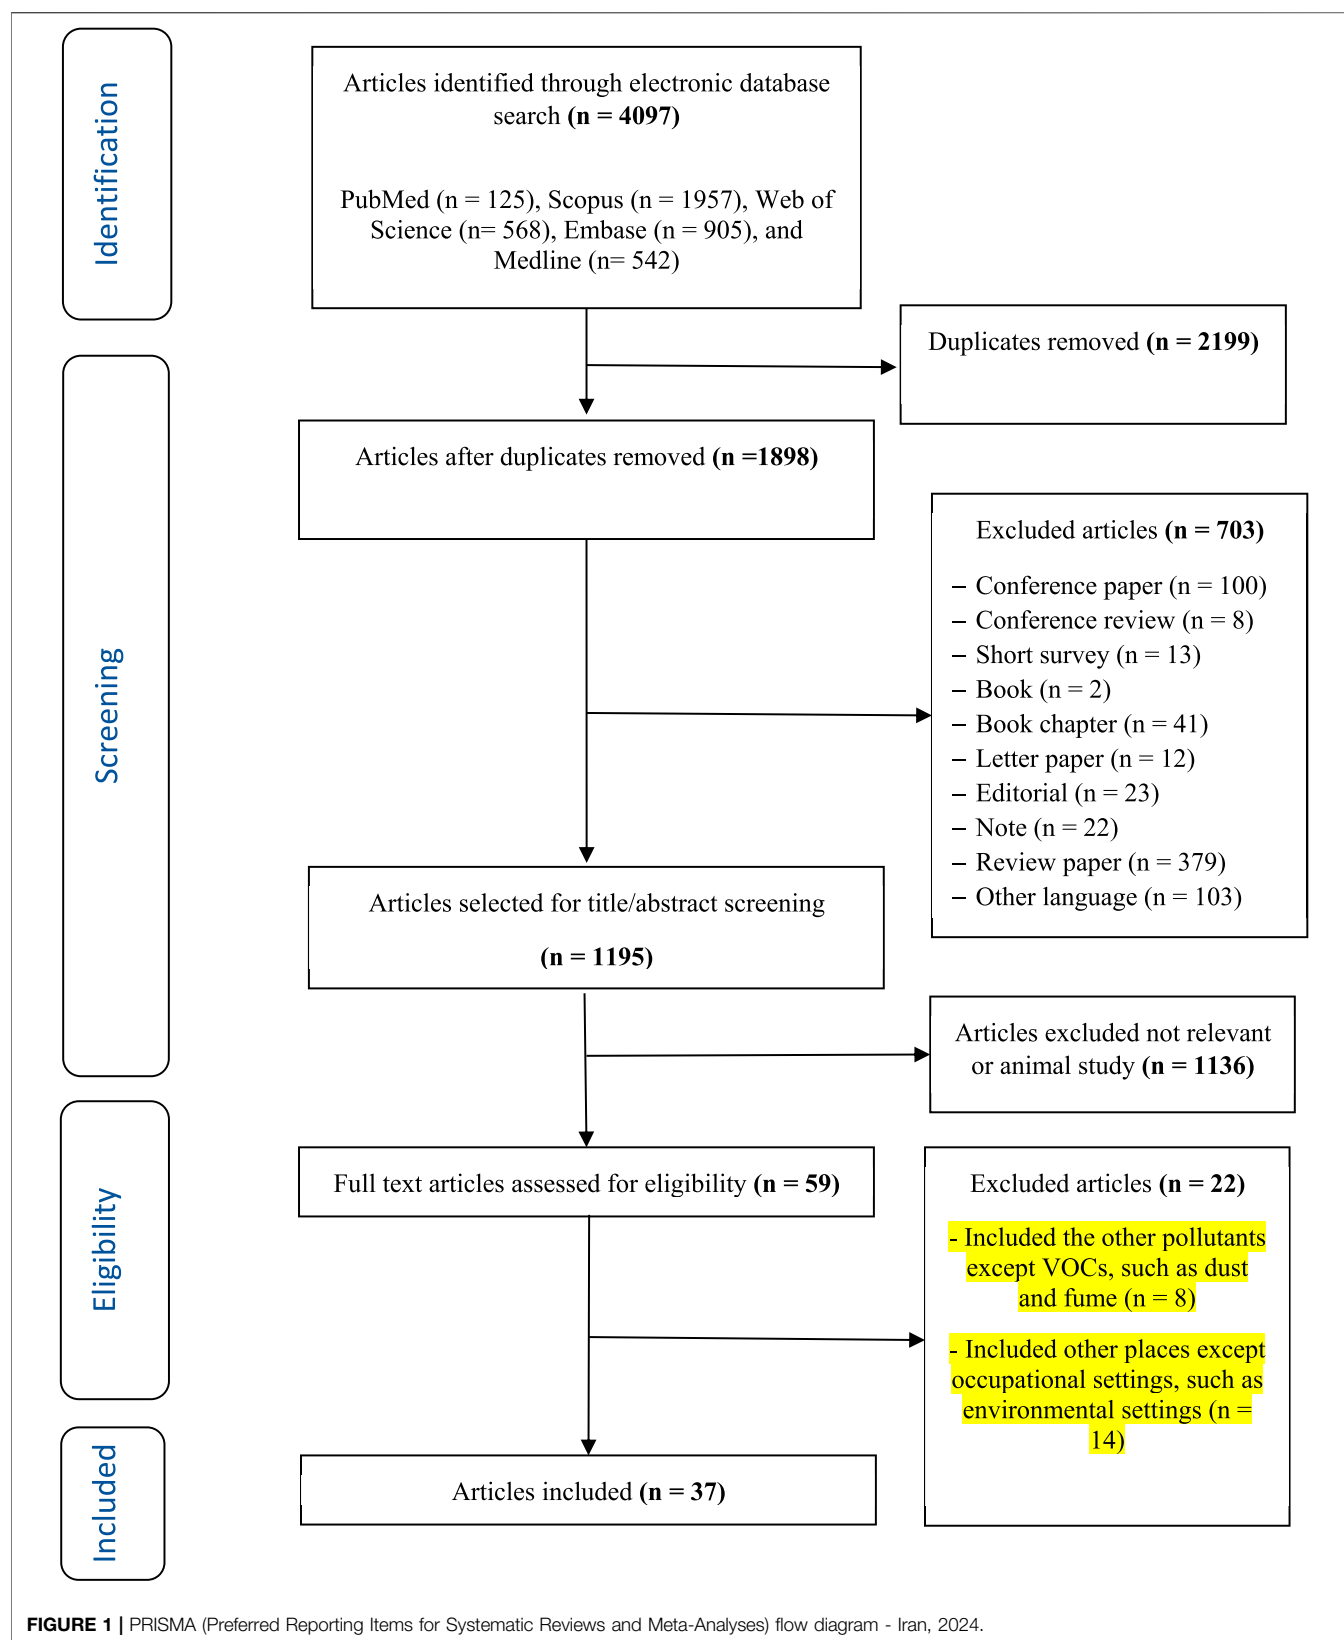 Identification
Articles identified through electronic database
search (n = 4097)
PubMed (n = 125), Scopus (n = 1957), Web of
Science (n= 568), Embase (n = 905), and
Medline (n= 542)
Duplicates removed (n = 2199)
Screening
Articles after duplicates removed (n =1898)
Excluded articles (n = 703)
– Conference paper (n = 100)
– Conference review (n = 8)
– Short survey (n = 13)
– Book (n = 2)
– Book chapter (n = 41)
– Letter paper (n = 12)
– Editorial (n = 23)
– Note (n = 22)
– Review paper (n = 379)
– Other language (n = 103)
Articles selected for title/abstract screening
(n = 1195)
Articles excluded not relevant
or animal study (n = 1136)
Eligibility
Full text articles assessed for eligibility (n = 59)
Excluded articles (n = 22)
- Included the other pollutants
except VOCs, such as dust
and fume (n = 8)
- Included other places except
occupational settings, such as
environmental settings (n =
14)
Included
Articles included (n = 37)
FIGURE 1 | PRISMA (Preferred Reporting Items for Systematic Reviews and Meta-Analyses) flow diagram - Iran, 2024.